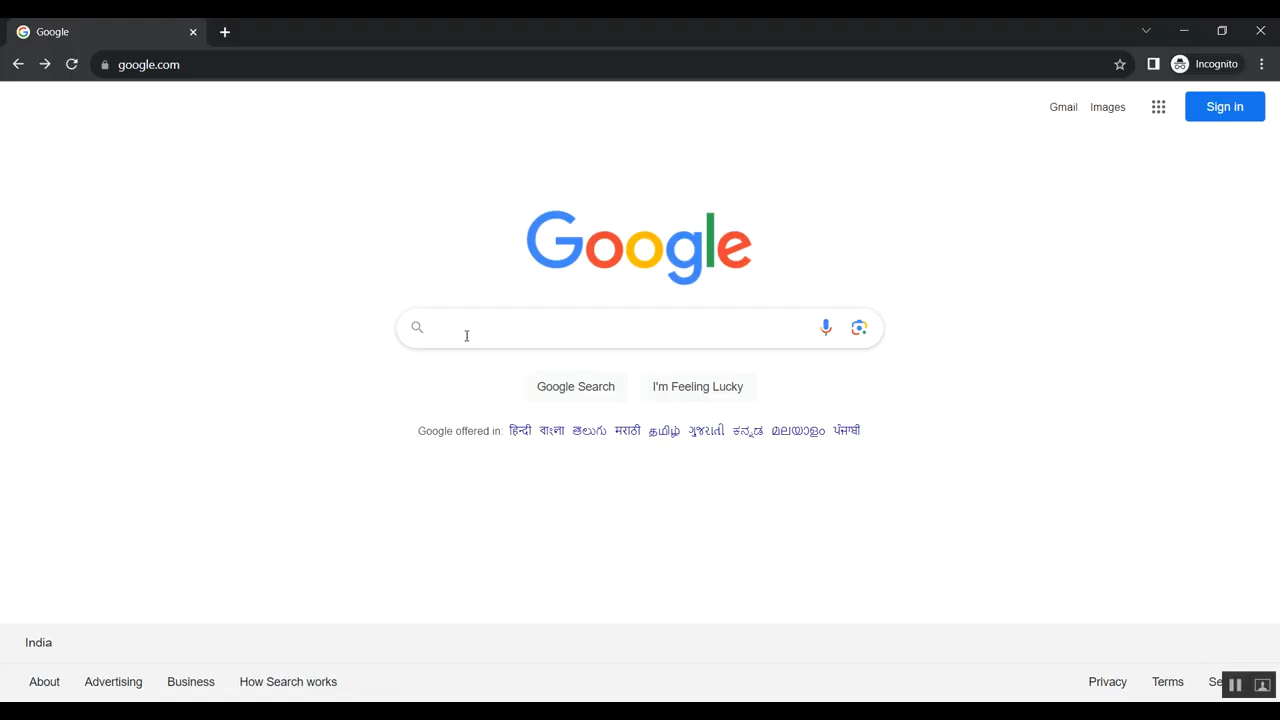 Google
google.com
Incognito
Gmail Images Sign in
Google
Google Search I'm Feeling Lucky
Google offered in: हिन्दी বাংলা తెలుగు मराठी தமிழ் ગુજરાતી ಕನ್ನಡ മലയാളം ਪੰਜਾਬੀ
India
About Advertising Business How Search works Privacy Terms